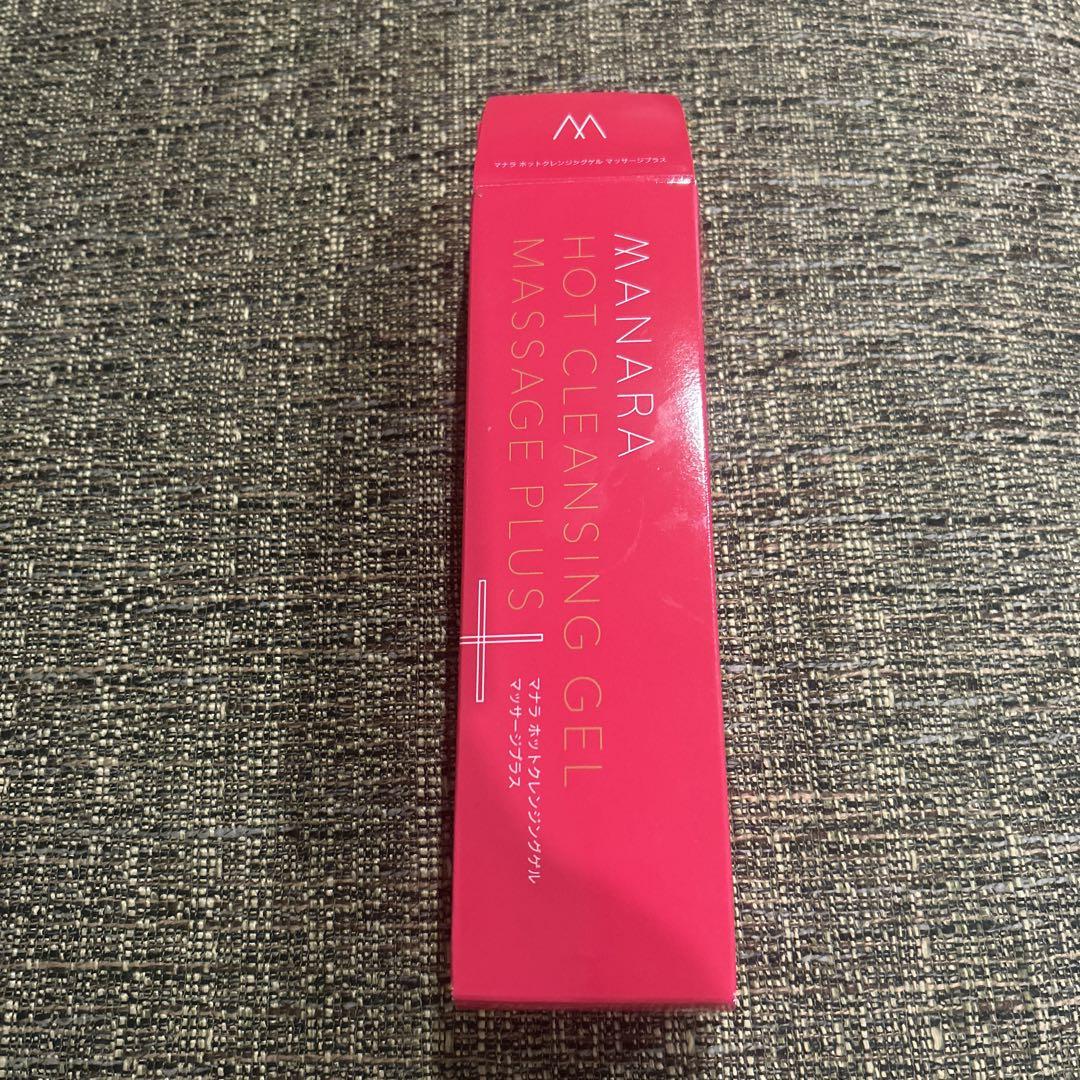 マナラ ホットクレンジングゲル マッサージプラス
MANARA
HOT CLEANSING GEL
MASSAGE PLUS
マナラ ホットクレンジングゲル
マッサージプラス